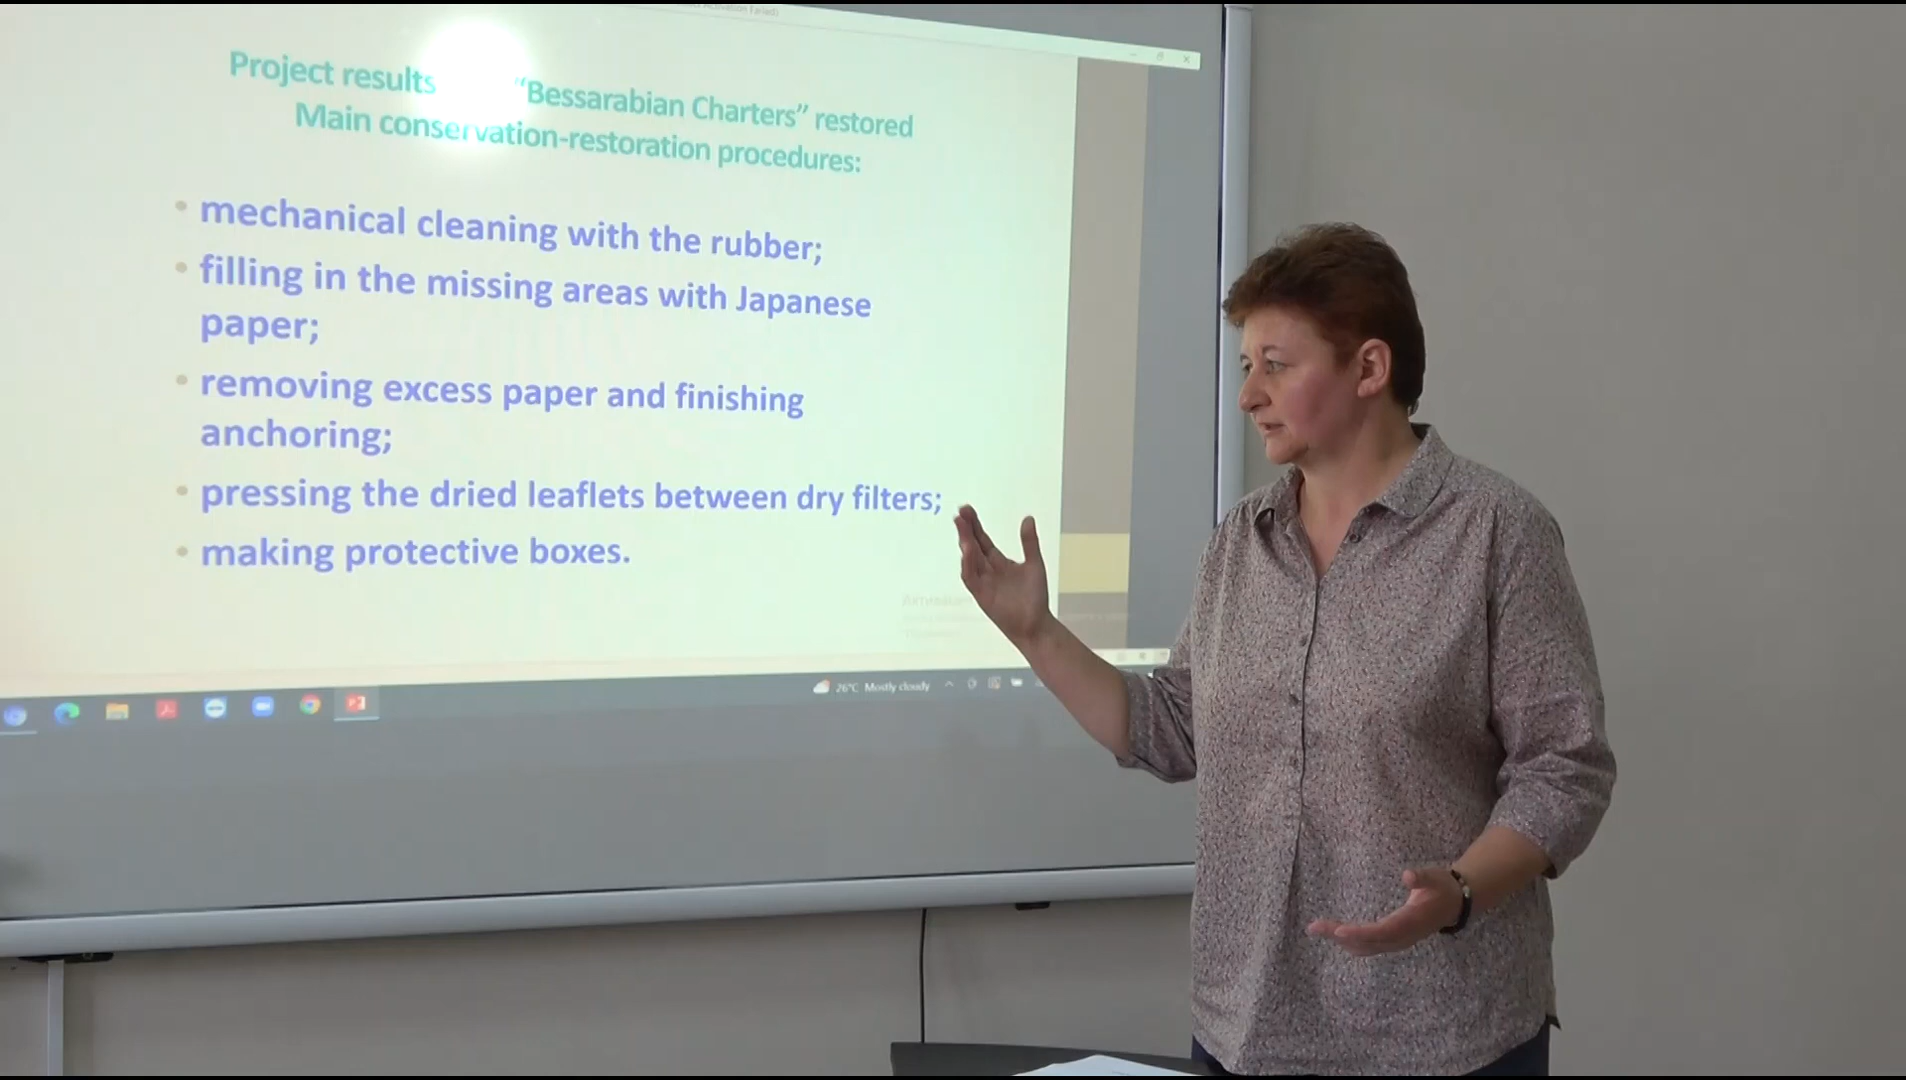 Project results "Bessarabian Charters" restored
Main conservation-restoration procedures:
• mechanical cleaning with the rubber;
• filling in the missing areas with Japanese
paper;
• removing excess paper and finishing
anchoring;
• pressing the dried leaflets between dry filters;
• making protective boxes.
26°C Mostly cloudy